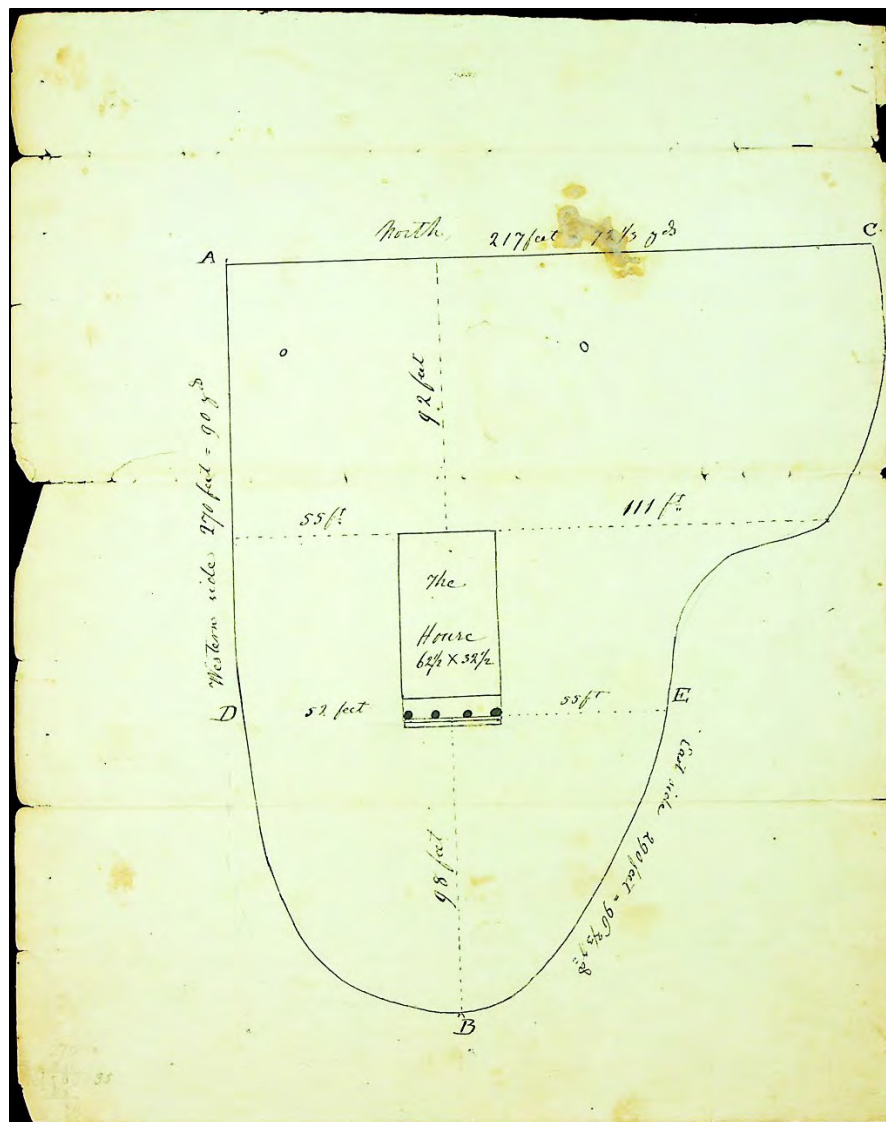 North 217 feet = 72 1/3 yds
A
C
o
o
92 feet
Western side 270 feet = 90 yds
55 ft
111 ft
The
House
62 1/2 X 32 1/2
D
52 feet
55 ft
E
East side 290 feet = 96 2/3 yds
98 feet
B
35